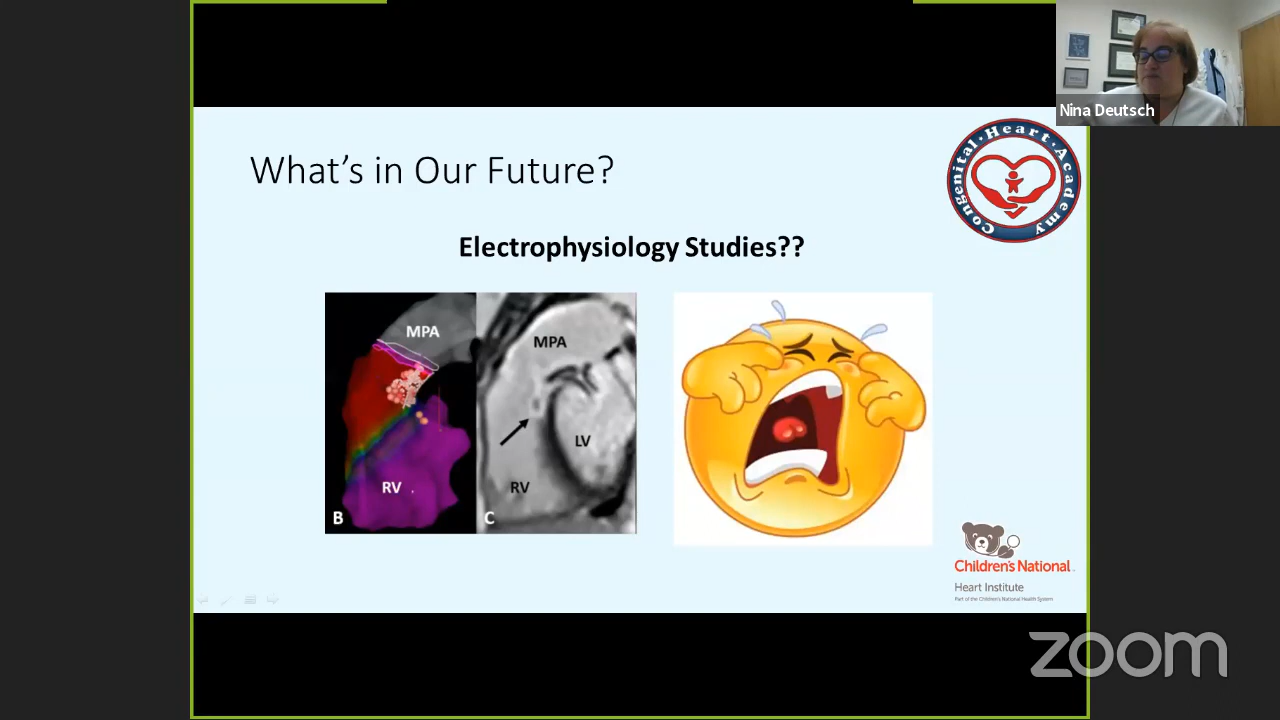 Nina Deutsch
What's in Our Future?
Congenital·Heart·Academy
Electrophysiology Studies??
MPA
RV
B
MPA
LV
RV
C
Children's National
Heart Institute
Part of the Children's National Health System
zoom